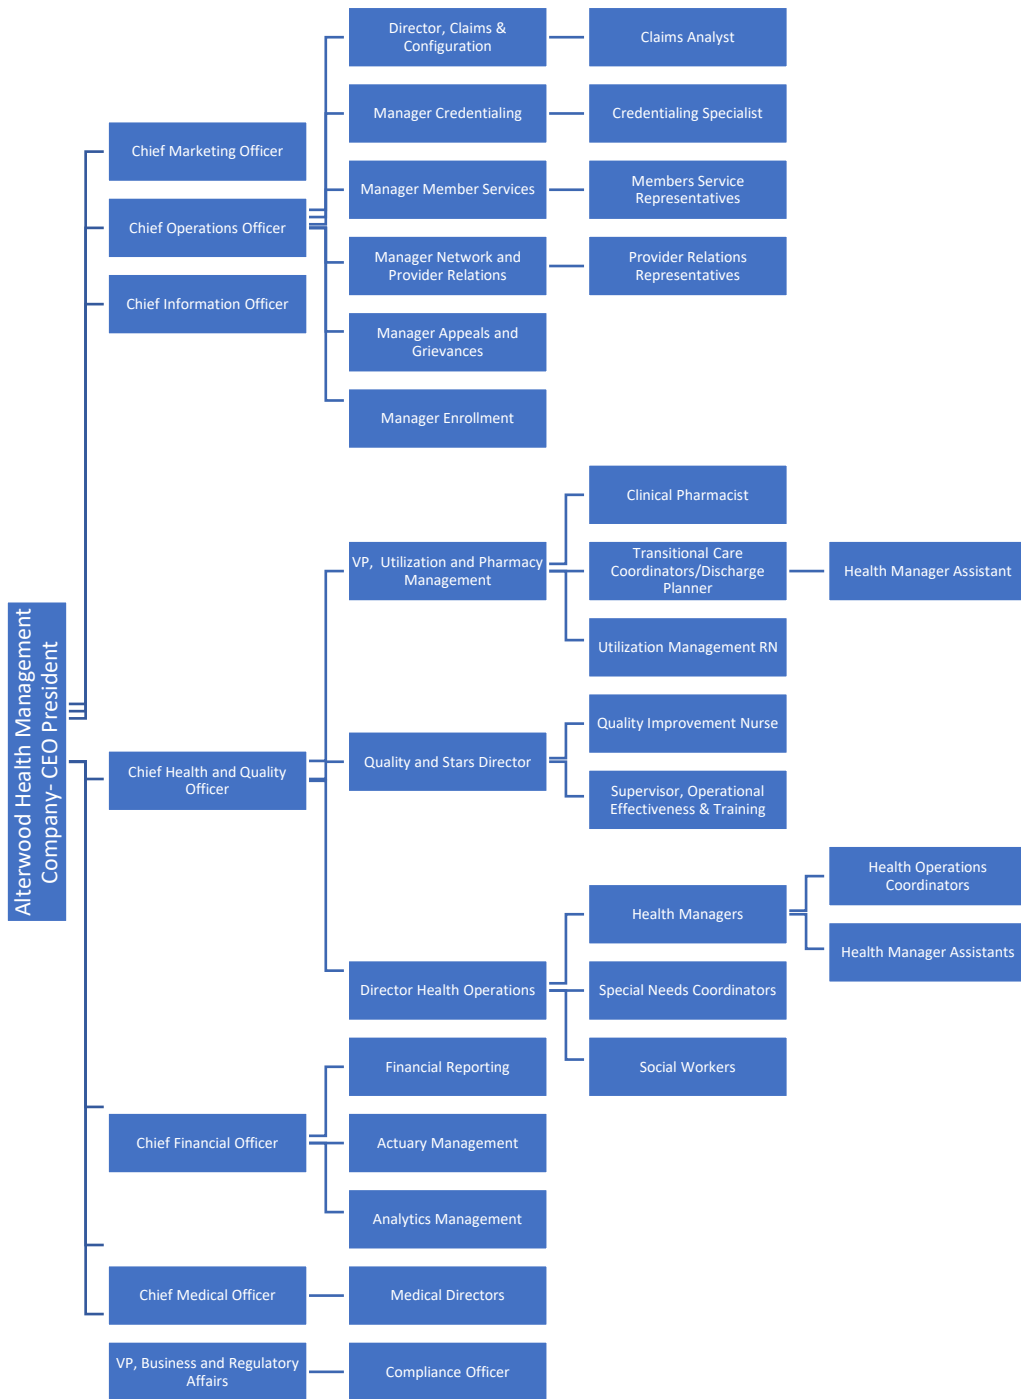 Director, Claims &
Configuration
Claims Analyst
Manager Credentialing
Credentialing Specialist
Chief Marketing Officer
Manager Member Services
Members Service
Representatives
Chief Operations Officer
Manager Network and
Provider Relations
Provider Relations
Representatives
Chief Information Officer
Manager Appeals and
Grievances
Manager Enrollment
Clinical Pharmacist
VP, Utilization and Pharmacy
Management
Transitional Care
Coordinators/Discharge
Planner
Health Manager Assistant
Utilization Management RN
Alterwood Health Management
Company- CEO President
Quality Improvement Nurse
Chief Health and Quality
Officer
Quality and Stars Director
Supervisor, Operational
Effectiveness & Training
Health Operations
Coordinators
Health Managers
Health Manager Assistants
Director Health Operations
Special Needs Coordinators
Social Workers
Financial Reporting
Chief Financial Officer
Actuary Management
Analytics Management
Chief Medical Officer
Medical Directors
VP, Business and Regulatory
Affairs
Compliance Officer